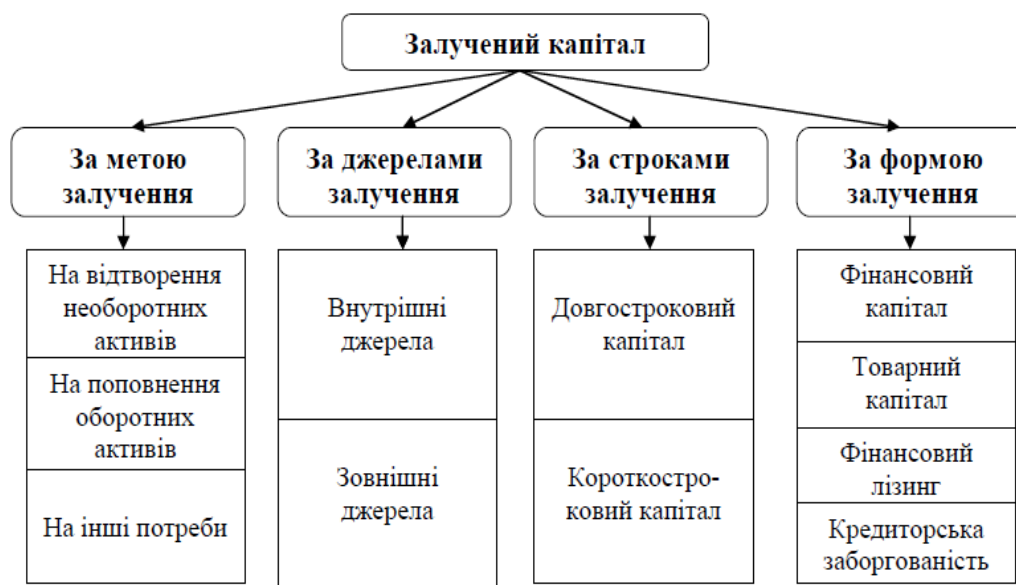 Залучений капітал
За метою
залучення
За джерелами
залучення
За строками
залучення
За формою
залучення
На відтворення
необоротних
активів
На поповнення
оборотних
активів
На інші потреби
Внутрішні
джерела
Зовнішні
джерела
Довгостроковий
капітал
Короткостро-
ковий капітал
Фінансовий
капітал
Товарний
капітал
Фінансовий
лізинг
Кредиторська
заборгованість